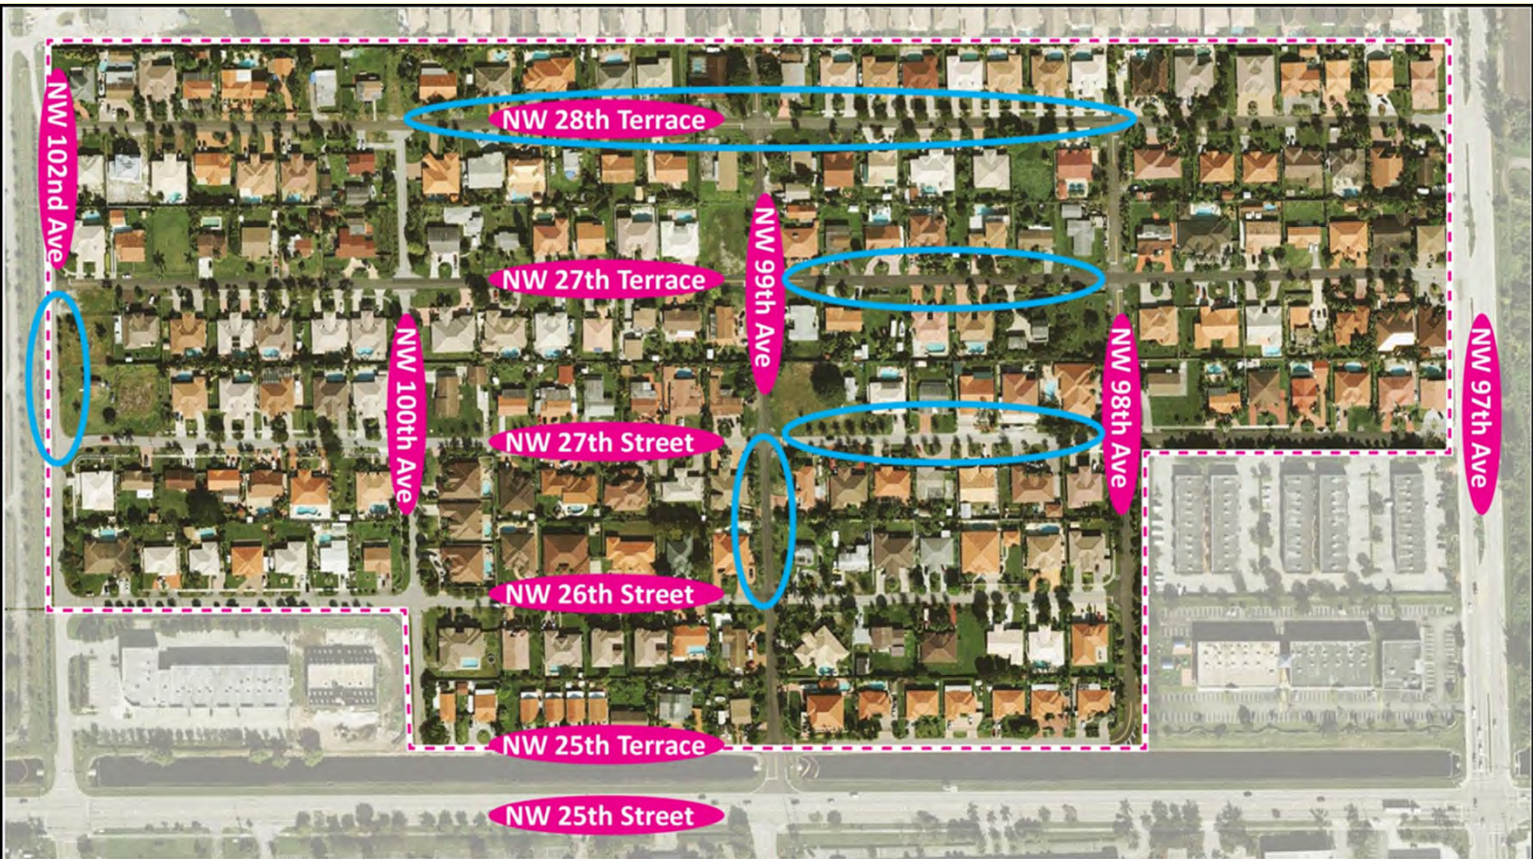 NW 28th Terrace
NW 102nd Ave
NW 27th Terrace
NW 99th Ave
NW 100th Ave
NW 27th Street
NW 98th Ave
NW 97th Ave
NW 26th Street
NW 25th Terrace
NW 25th Street